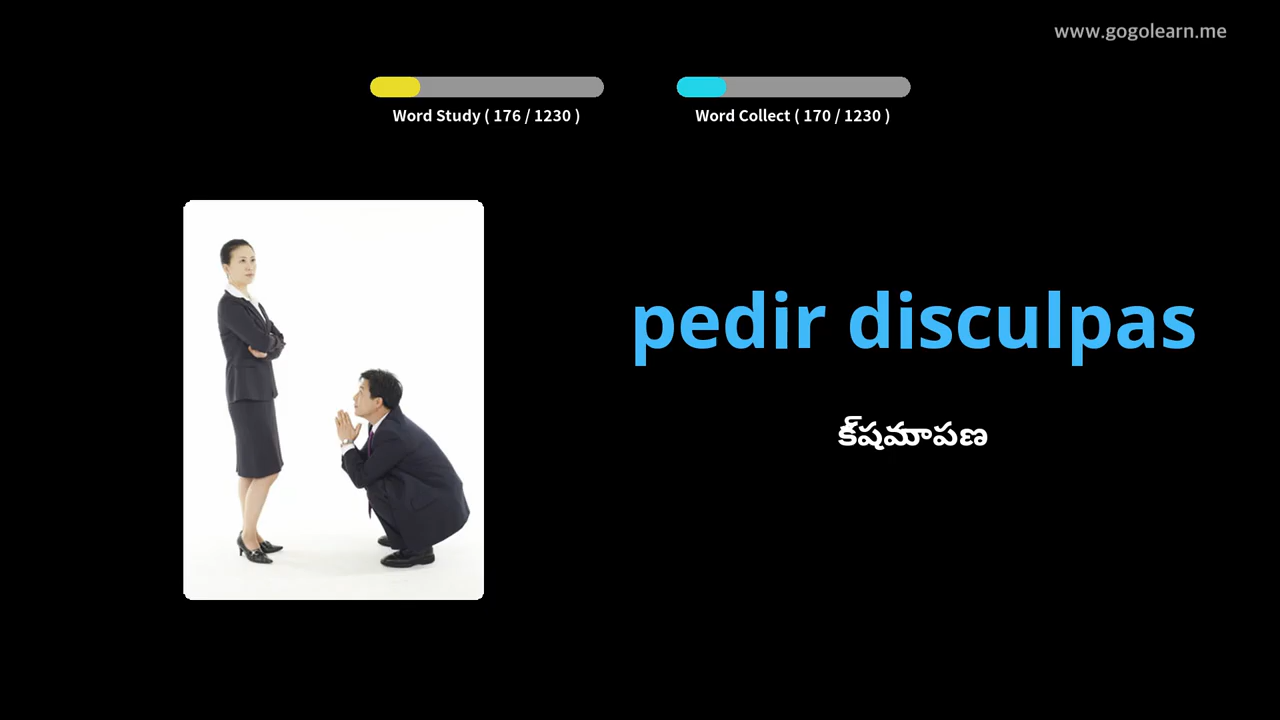 www.gogolearn.me
Word Study ( 176 / 1230 )
Word Collect ( 170 / 1230 )
pedir disculpas
క్షమాపణ